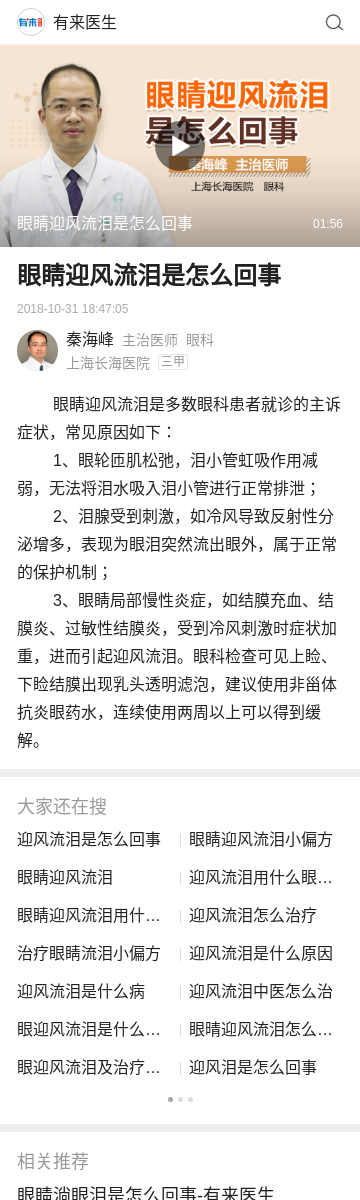 有来 有来医生
眼睛迎风流泪
是怎么回事
秦海峰 主治医师
上海长海医院 眼科
眼睛迎风流泪是怎么回事 01:56
眼睛迎风流泪是怎么回事
2018-10-31 18:47:05
秦海峰 主治医师 眼科
上海长海医院 三甲
眼睛迎风流泪是多数眼科患者就诊的主诉
症状，常见原因如下：
1、眼轮匝肌松弛，泪小管虹吸作用减
弱，无法将泪水吸入泪小管进行正常排泄；
2、泪腺受到刺激，如冷风导致反射性分
泌增多，表现为眼泪突然流出眼外，属于正常
的保护机制；
3、眼睛局部慢性炎症，如结膜充血、结
膜炎、过敏性结膜炎，受到冷风刺激时症状加
重，进而引起迎风流泪。眼科检查可见上睑、
下睑结膜出现乳头透明滤泡，建议使用非甾体
抗炎眼药水，连续使用两周以上可以得到缓
解。
大家还在搜
迎风流泪是怎么回事 眼睛迎风流泪小偏方
眼睛迎风流泪 迎风流泪用什么眼…
眼睛迎风流泪用什… 迎风流泪怎么治疗
治疗眼睛流泪小偏方 迎风流泪是什么原因
迎风流泪是什么病 迎风流泪中医怎么治
眼迎风流泪是什么… 眼晴迎风流泪怎么…
眼迎风流泪及治疗… 迎风泪是怎么回事
相关推荐
眼睛淌眼泪是怎么回事-有来医生